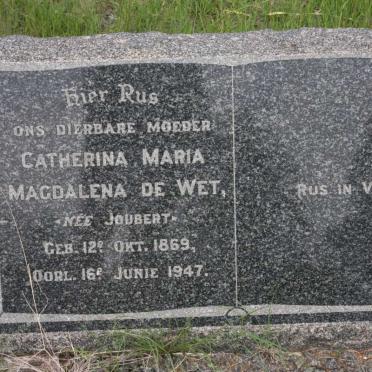 Hier Rus
ONS DIERBARE MOEDER
CATHERINA MARIA
MAGDALENA DE WET,
-NÉE JOUBERT-
GEB. 12E OKT. 1869,
OORL. 16E JUNIE 1947.
RUS IN V